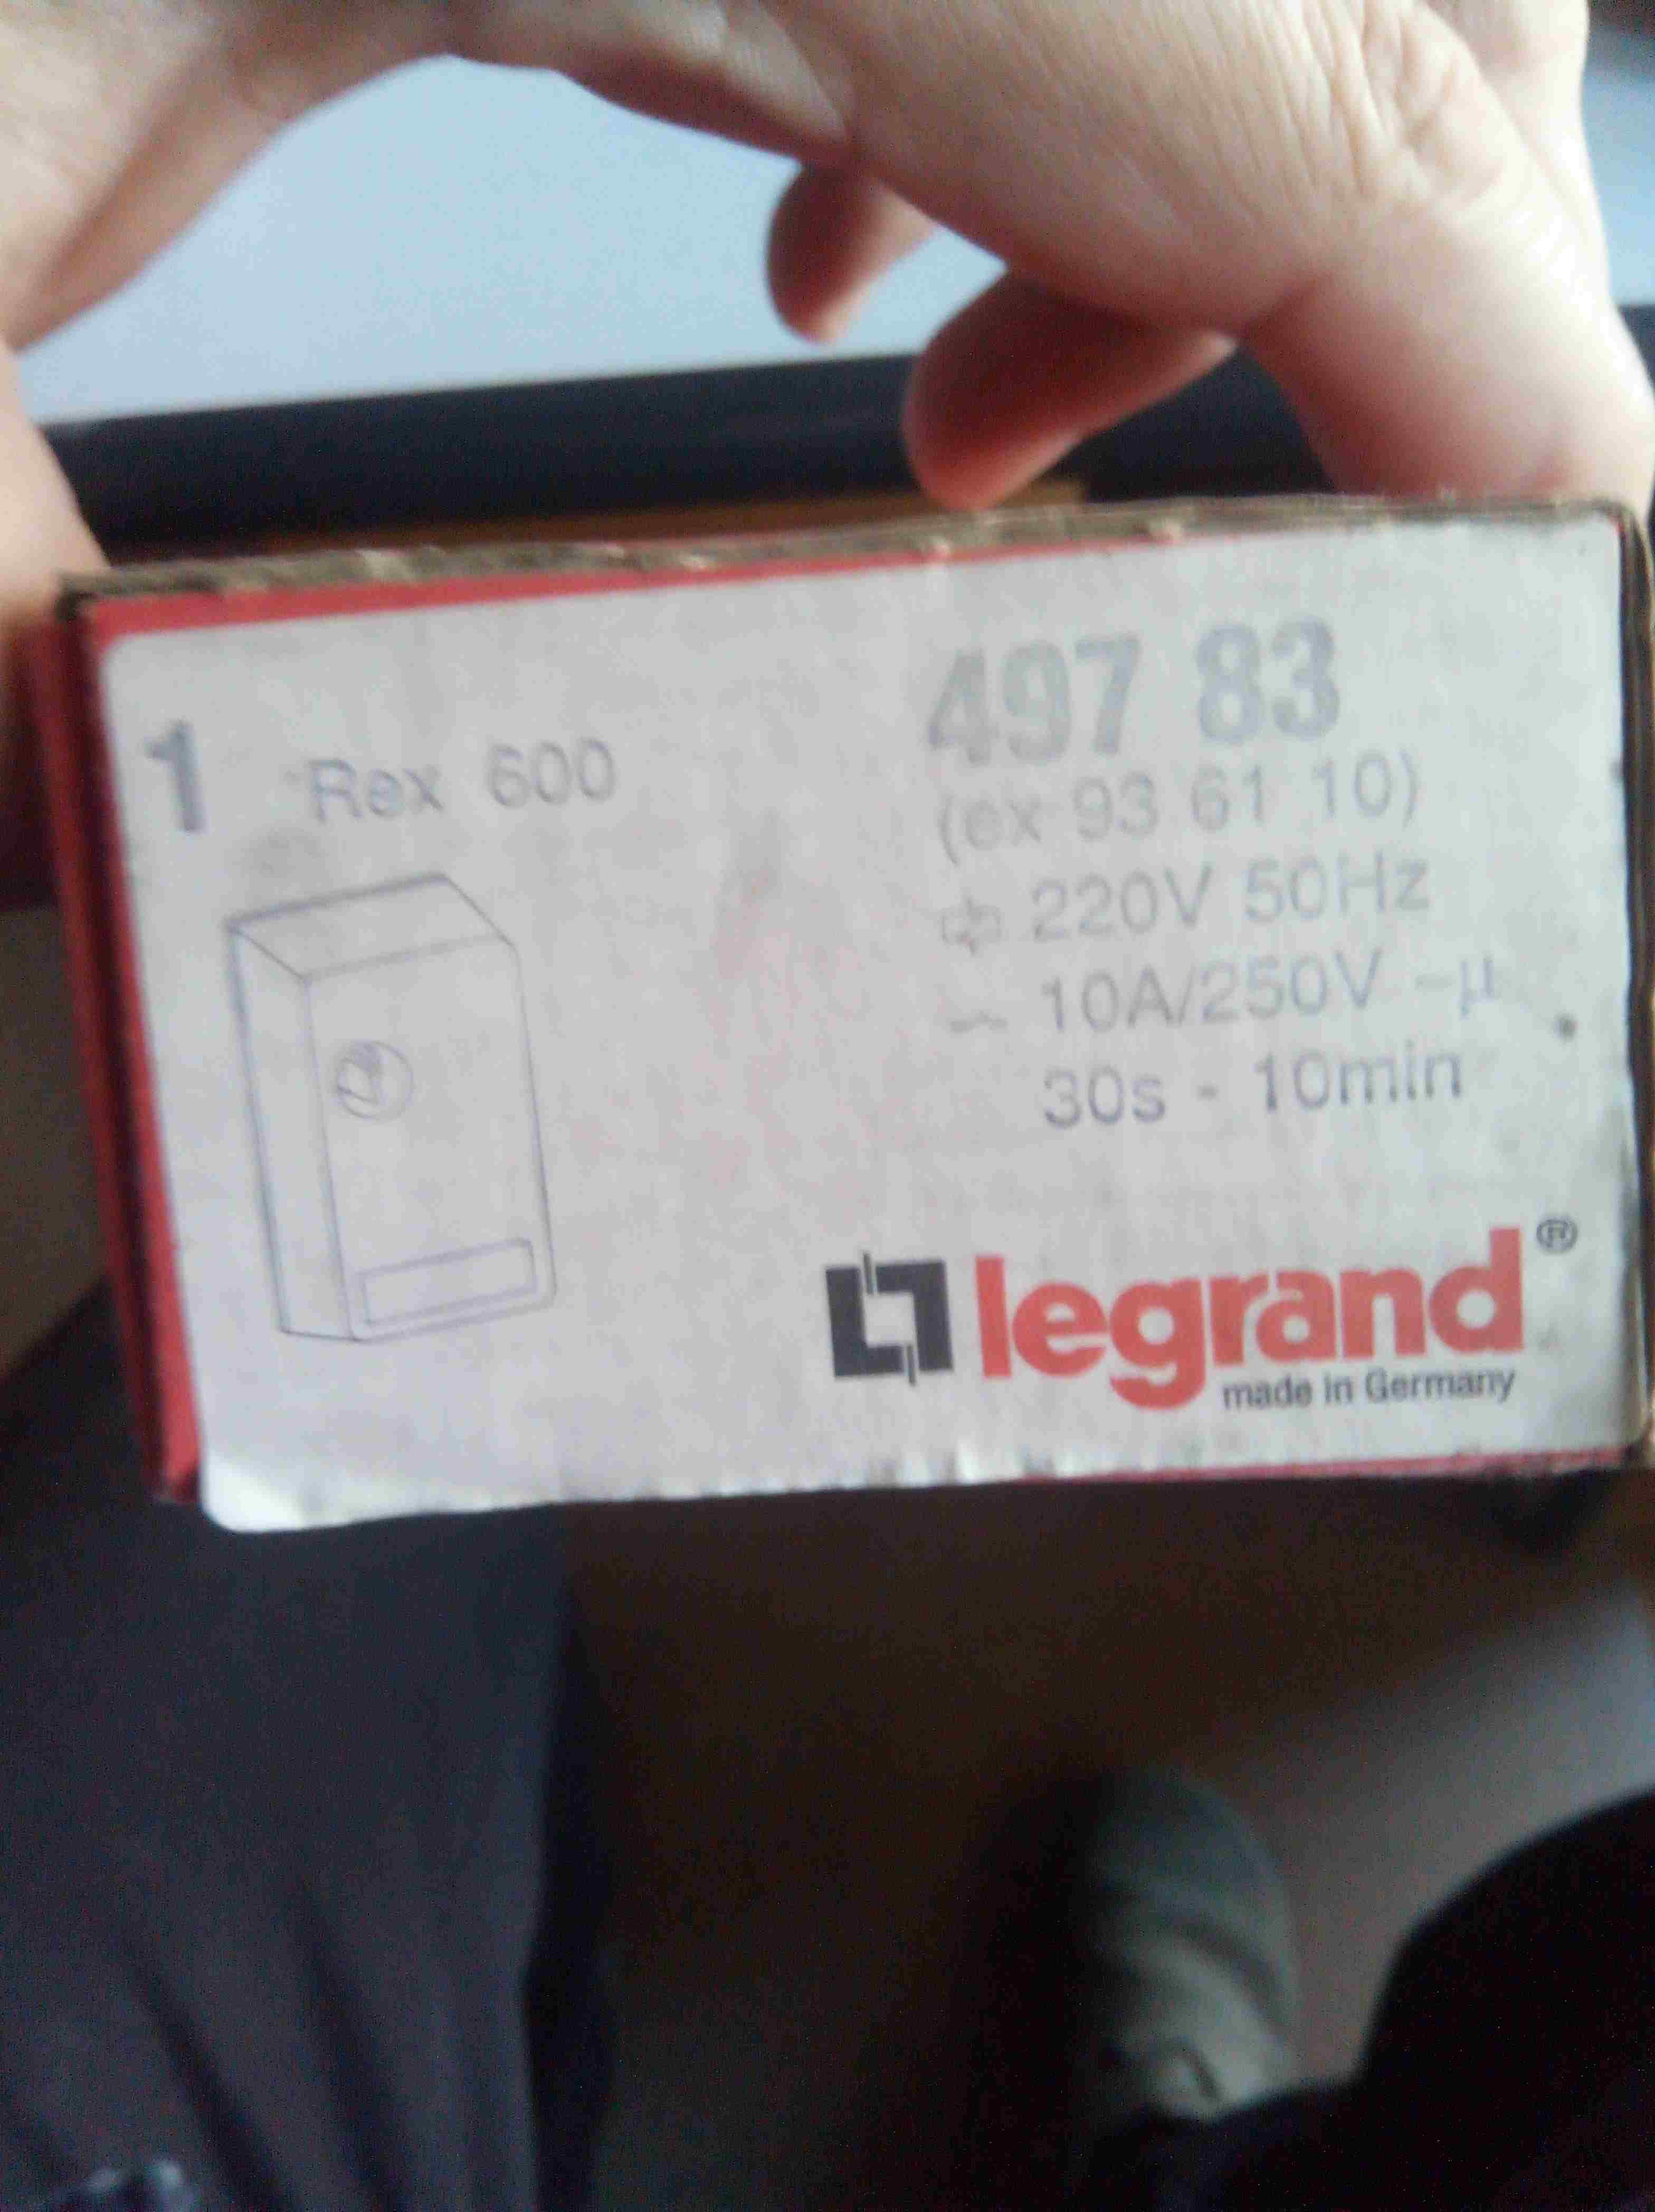 1 Rex 600
497 83
(ex 93 61 10)
220V 50Hz
10A/250V -µ
30s - 10min
legrand®
made in Germany